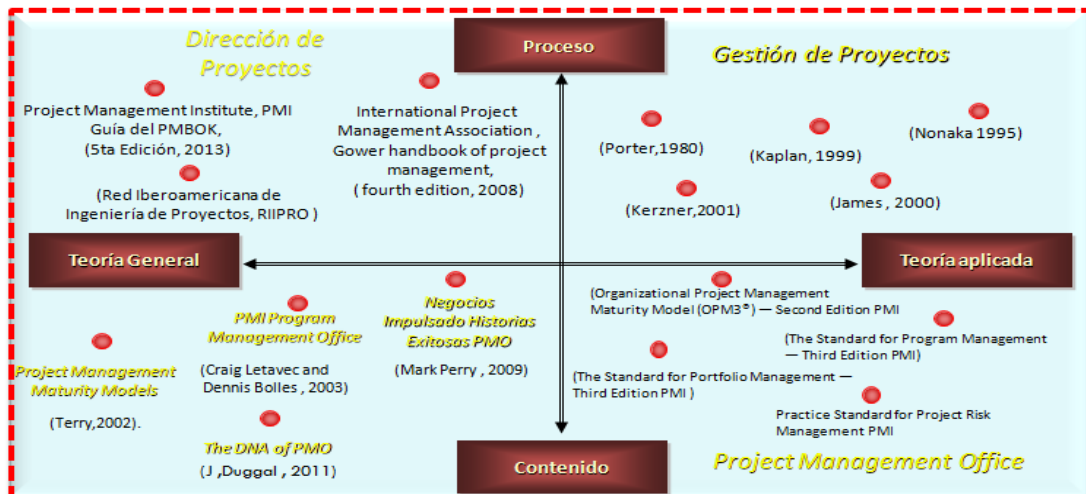 Dirección de
Proyectos
Proceso
Gestión de Proyectos
Project Management Institute, PMI
Guía del PMBOK,
(5ta Edición, 2013)
International Project
Management Association ,
Gower handbook of project
management,
( fourth edition, 2008)
(Red Iberoamericana de
Ingeniería de Proyectos, RIIPRO )
(Porter,1980)
(Kaplan, 1999)
(Nonaka 1995)
(Kerzner,2001)
(James , 2000)
Teoría General
Teoría aplicada
Project Management
Maturity Models
(Terry,2002).
PMI Program
Management Office
(Craig Letavec and
Dennis Bolles , 2003)
The DNA of PMO
(J ,Duggal , 2011)
Negocios
Impulsado Historias
Exitosas PMO
(Mark Perry , 2009)
(Organizational Project Management
Maturity Model (OPM3®) — Second Edition PMI
(The Standard for Program Management
— Third Edition PMI)
(The Standard for Portfolio Management —
Third Edition PMI )
Practice Standard for Project Risk
Management PMI
Contenido
Project Management Office